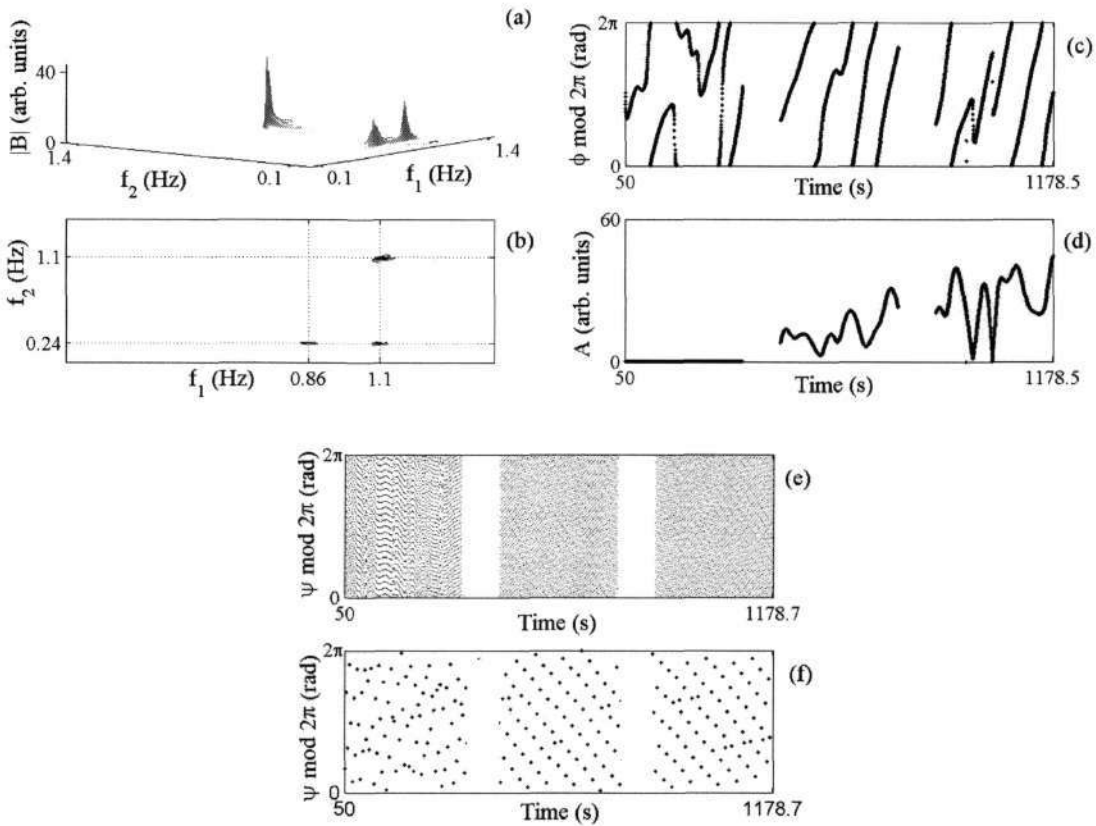 (a)
|B| (arb. units)
40
0
1.4
f2 (Hz)
0.1
0.1
f1 (Hz)
1.4
(b)
f2 (Hz)
1.1
0.24
f1 (Hz)
0.86
1.1
(c)
ϕ mod 2π (rad)
2π
0
50
Time (s)
1178.5
(d)
A (arb. units)
60
0
50
Time (s)
1178.5
(e)
ψ mod 2π (rad)
2π
0
50
Time (s)
1178.7
(f)
ψ mod 2π (rad)
2π
0
50
Time (s)
1178.7